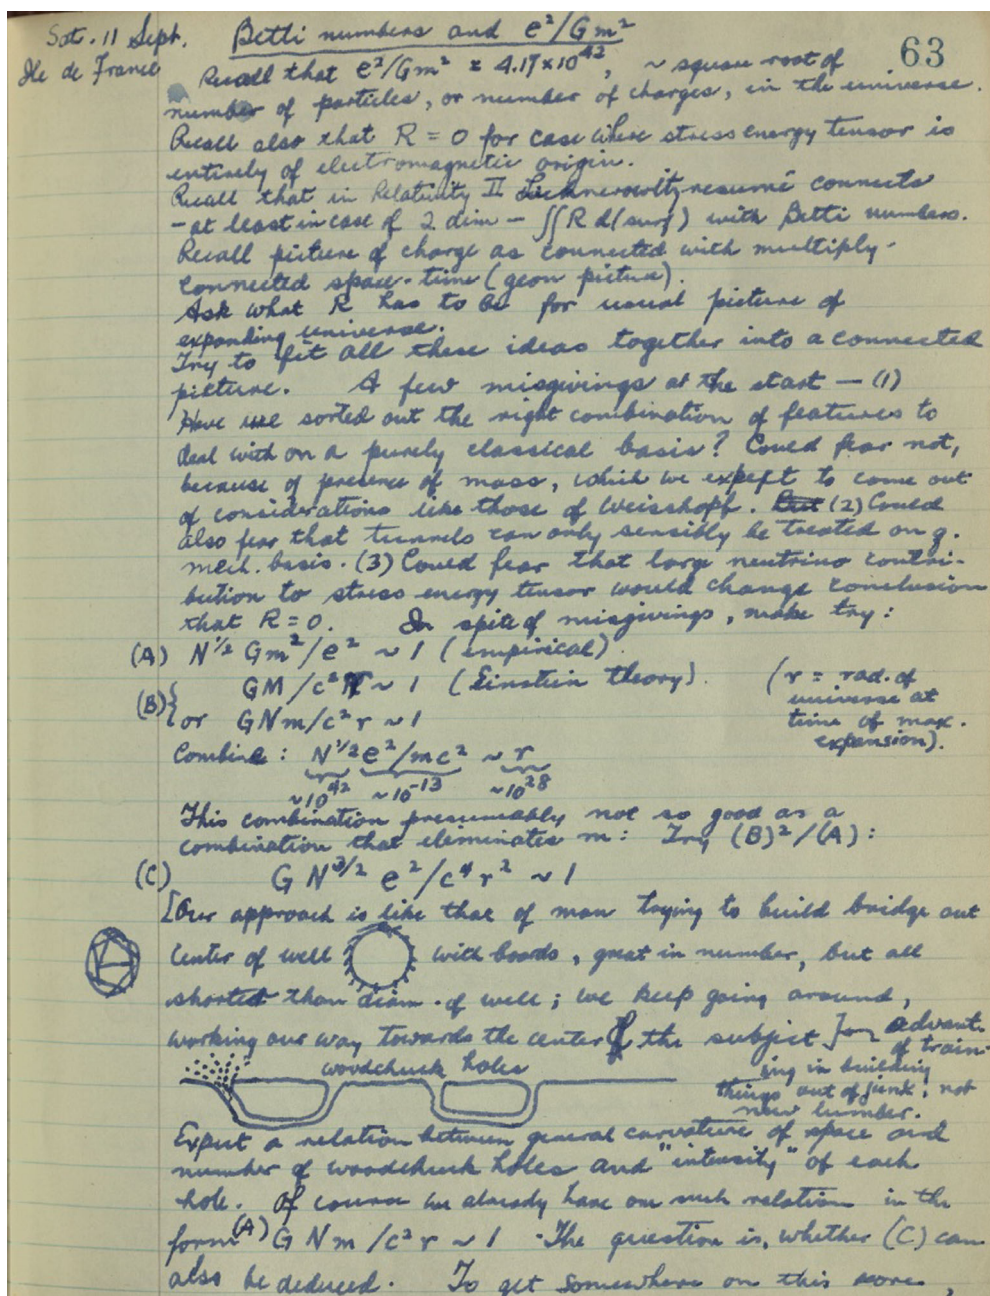 Sat. 11 Sept. Betti numbers and e²/Gm²
Ile de France 63
Recall that e²/Gm² = 4.17×10⁴², ~ square root of
number of particles, or number of charges, in the universe.
Recall also that R = 0 for case where stress energy tensor is
entirely of electromagnetic origin.
Recall that in Relativity II Lichnerowitz resumé connects
– at least in case of 2 dim – ∬ R d(surf) with Betti numbers.
Recall picture of charge as connected with multiply-
connected space-time (geon picture).
Ask what R has to be for usual picture of
expanding universe.
Try to fit all these ideas together into a connected
picture. A few misgivings at the start — (1)
Have we sorted out the right combination of features to
deal with on a purely classical basis? Could fear not,
because of presence of mass, which we expect to come out
of considerations like those of Weisskopf. But (2) Could
also fear that tunnels can only sensibly be treated on q.
mech. basis. (3) Could fear that large neutrino contri-
bution to stress energy tensor would change conclusion
that R = 0. In spite of misgivings, make try:
(A) N^½ Gm²/e² ~ 1 (empirical)
(B) { GM/c² r ~ 1 (Einstein theory).
or GNm/c² r ~ 1
(r = rad. of
universe at
time of max.
expansion).
Combine: N^½ e²/mc² ~ r
~10⁴² ~10⁻¹³ ~10²⁸
This combination presumably not so good as a
combination that eliminates m: Try (B)²/(A):
(C) G N^3/2 e²/c⁴ r² ~ 1
[Our approach is like that of man trying to build bridge out
center of well with boards, great in number, but all
shorter than diam. of well; we keep going around,
working our way towards the center of the subject]
advant.
of train-
ing in building
things out of junk, not
new lumber.
woodchuck holes
Expect a relation between general curvature of space and
number of woodchuck holes and "intensity" of each
hole. Of course we already have one such relation in the
form (A) G N m/c² r ~ 1 . The question is, whether (C) can
also be deduced. To get somewhere on this score,